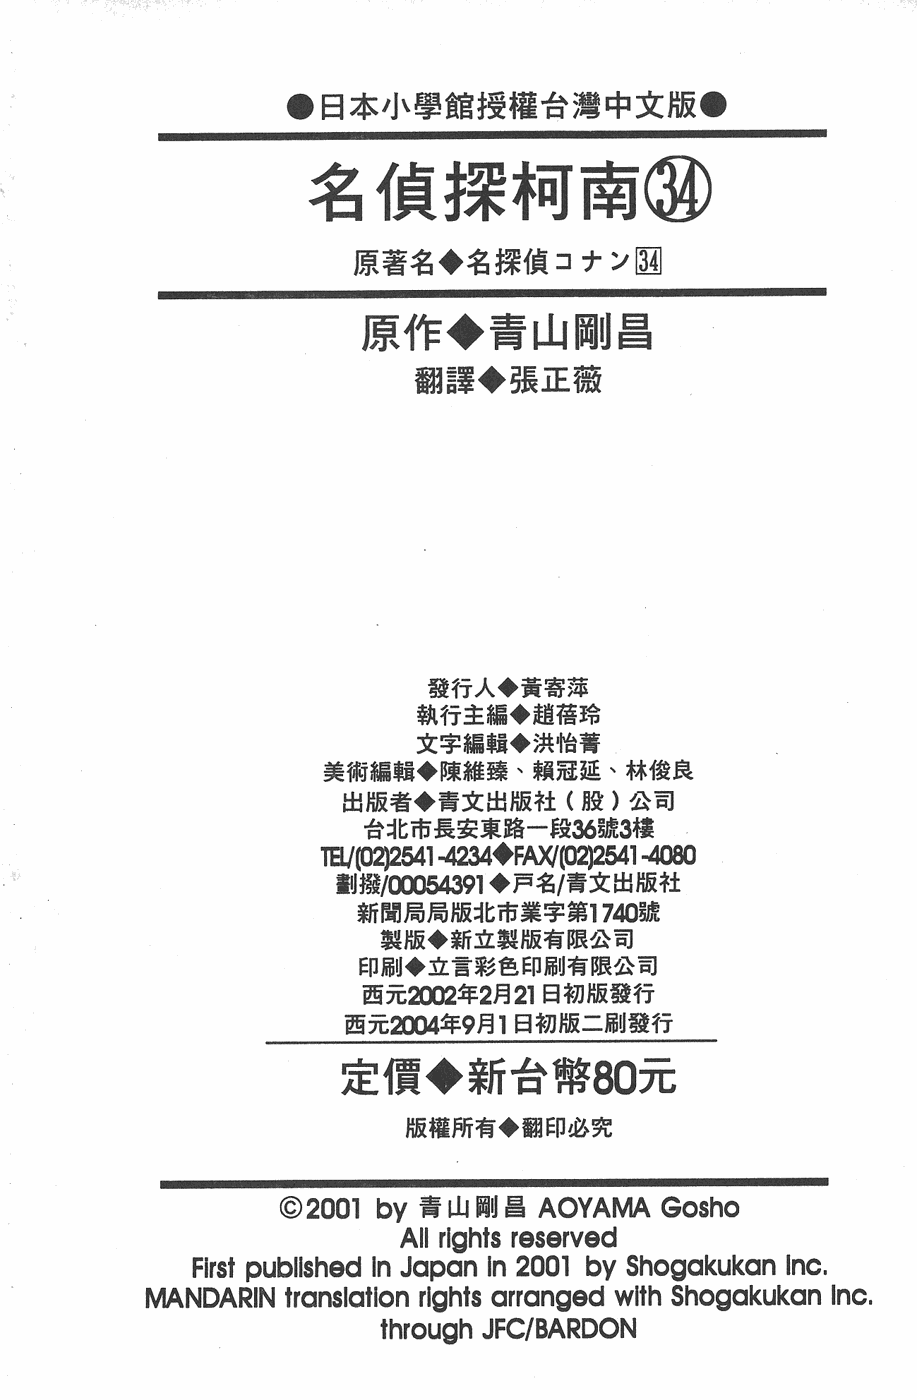 ●日本小學館授權台灣中文版●
名偵探柯南㉞
原著名◆名探偵コナン34
原作◆青山剛昌
翻譯◆張正薇
發行人◆黃寄萍
執行主編◆趙蓓玲
文字編輯◆洪怡菁
美術編輯◆陳維臻、賴冠延、林俊良
出版者◆青文出版社(股)公司
台北市長安東路一段36號3樓
TEL/(02)2541-4234◆FAX/(02)2541-4080
劃撥/00054391◆戶名/青文出版社
新聞局局版北市業字第1740號
製版◆新立製版有限公司
印刷◆立言彩色印刷有限公司
西元2002年2月21日初版發行
西元2004年9月1日初版二刷發行
定價◆新台幣80元
版權所有◆翻印必究
©2001 by 青山剛昌 AOYAMA Gosho
All rights reserved
First published in Japan in 2001 by Shogakukan Inc.
MANDARIN translation rights arranged with Shogakukan Inc.
through JFC/BARDON